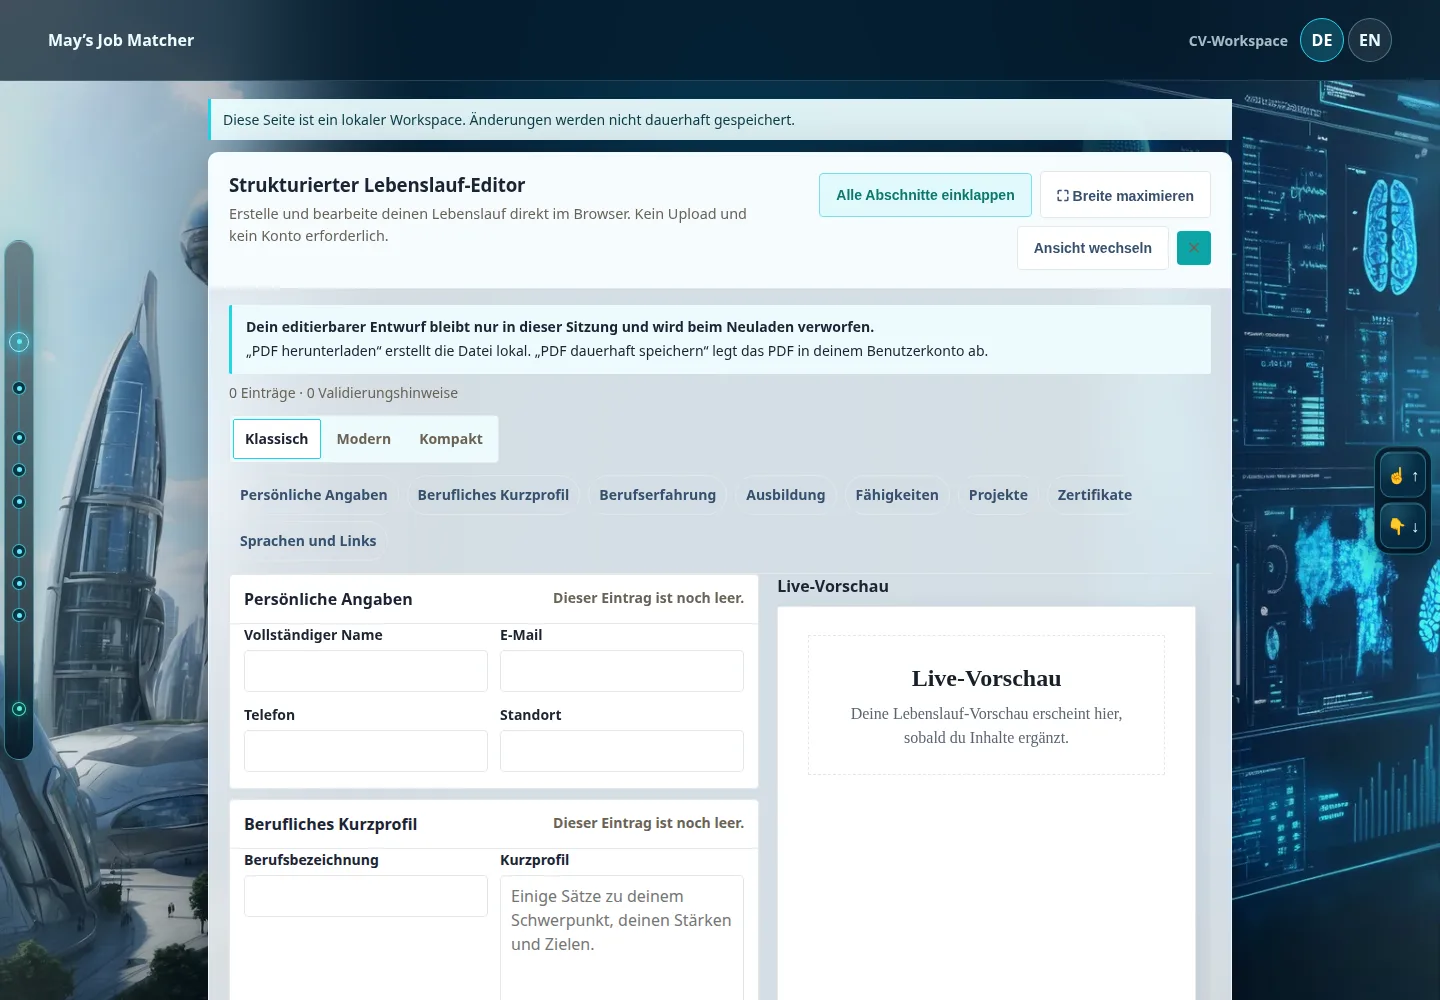 May's Job Matcher
CV-Workspace DE EN
Diese Seite ist ein lokaler Workspace. Änderungen werden nicht dauerhaft gespeichert.
Strukturierter Lebenslauf-Editor
Erstelle und bearbeite deinen Lebenslauf direkt im Browser. Kein Upload und
kein Konto erforderlich.
Alle Abschnitte einklappen
Breite maximieren
Ansicht wechseln
Dein editierbarer Entwurf bleibt nur in dieser Sitzung und wird beim Neuladen verworfen.
„PDF herunterladen“ erstellt die Datei lokal. „PDF dauerhaft speichern“ legt das PDF in deinem Benutzerkonto ab.
0 Einträge · 0 Validierungshinweise
Klassisch Modern Kompakt
Persönliche Angaben Berufliches Kurzprofil Berufserfahrung Ausbildung Fähigkeiten Projekte Zertifikate
Sprachen und Links
Persönliche Angaben Dieser Eintrag ist noch leer.
Vollständiger Name E-Mail
Telefon Standort
Berufliches Kurzprofil Dieser Eintrag ist noch leer.
Berufsbezeichnung Kurzprofil
Einige Sätze zu deinem
Schwerpunkt, deinen Stärken
und Zielen.
Live-Vorschau
Live-Vorschau
Deine Lebenslauf-Vorschau erscheint hier,
sobald du Inhalte ergänzt.